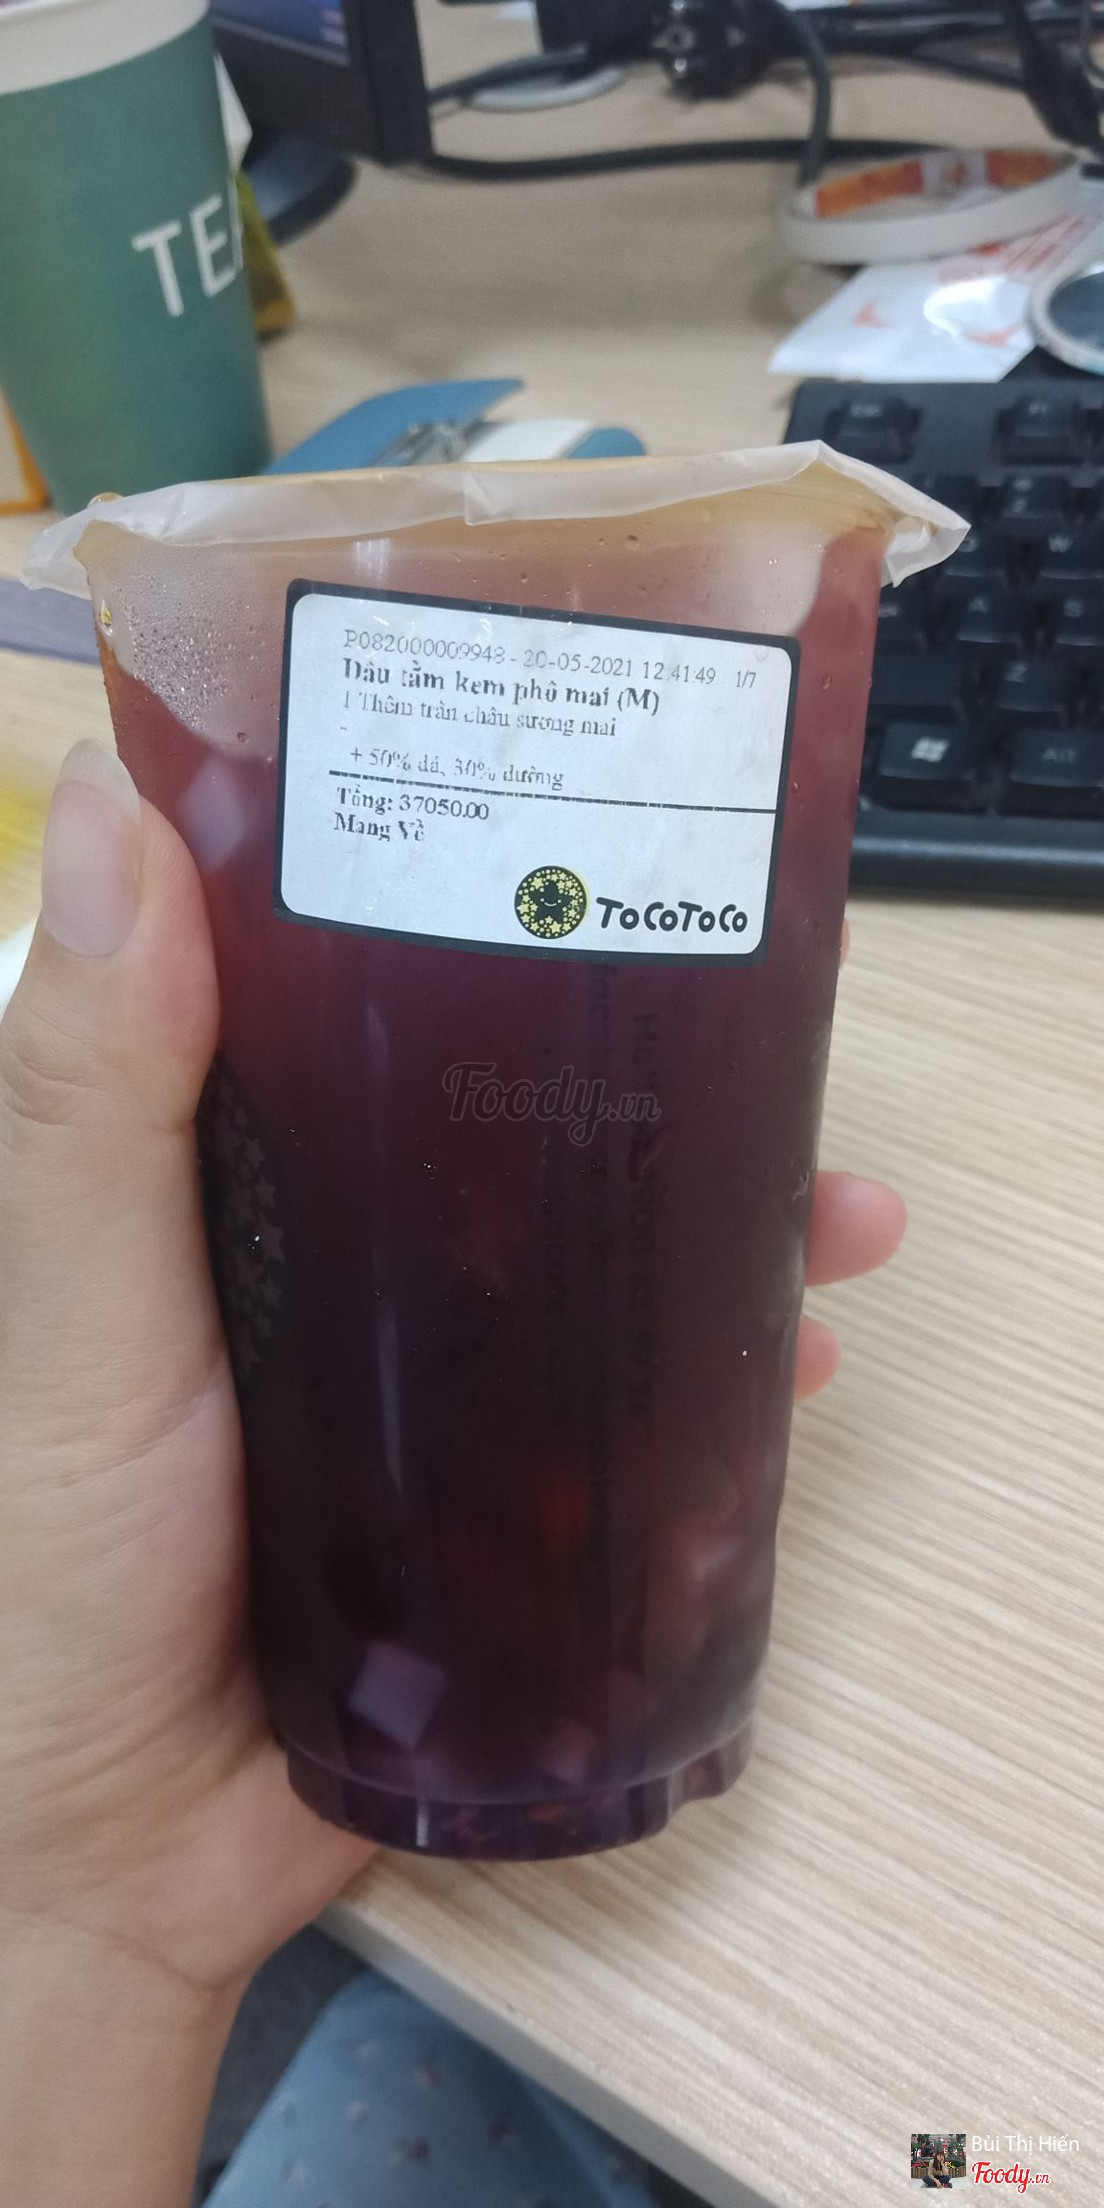 TEA
P082000009948 - 20-05-2021 12:41:49 1/7
Dâu tằm kem phô mai (M)
1 Thêm trân châu sương mai
-
+ 50% đá, 30% đường
Tổng: 37050.00
Mang Về
ToCoToCo
Foody.vn
Bùi Thị Hiến
Foody.vn